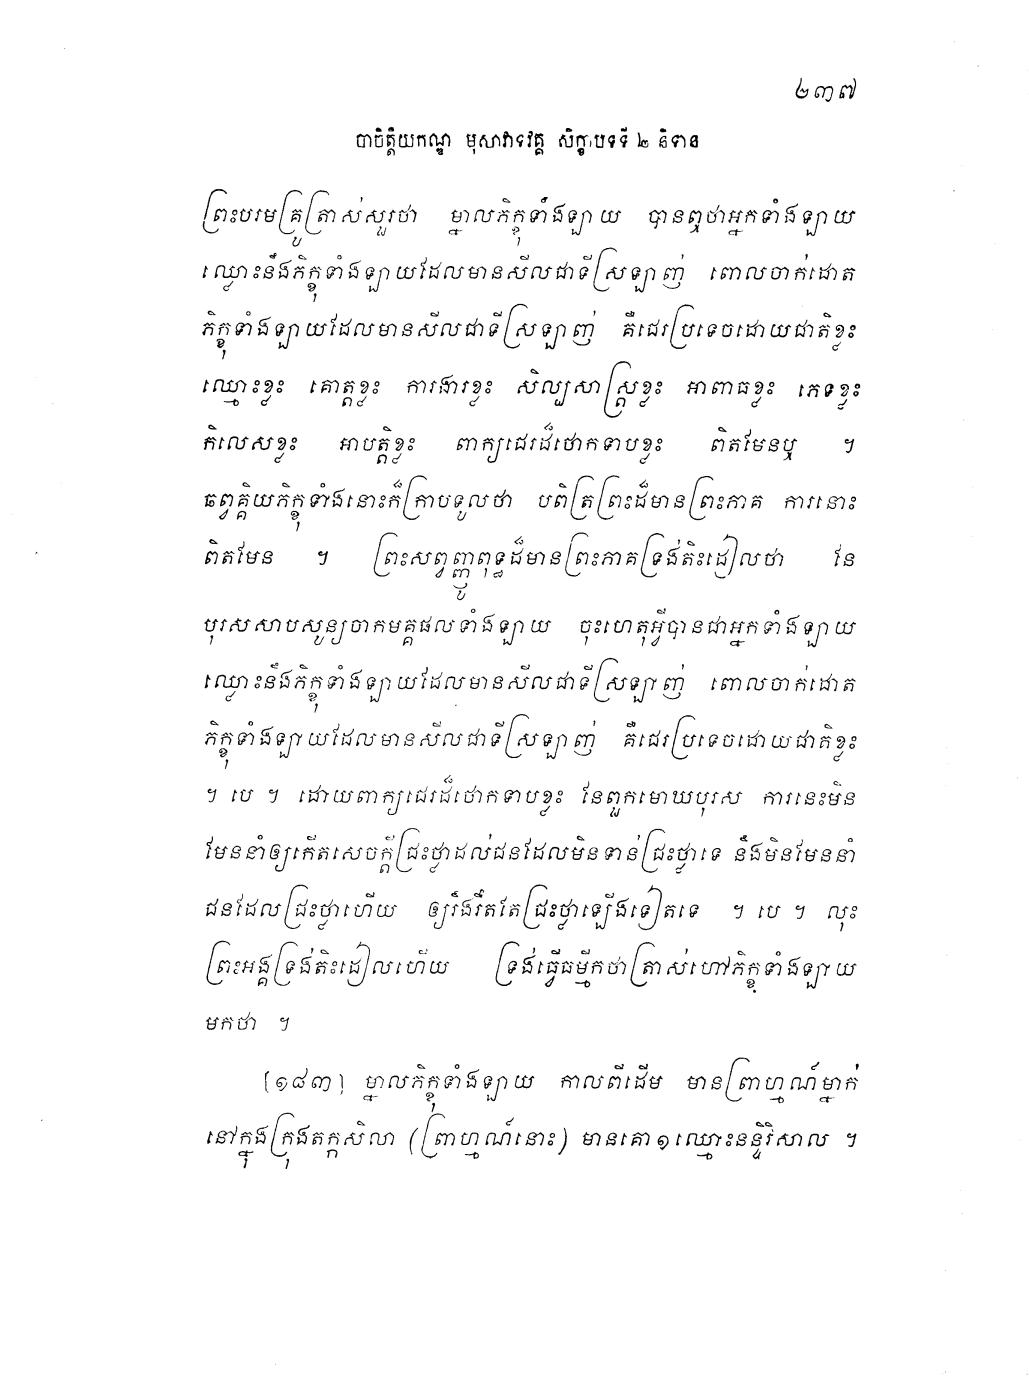 ២៣៧
បាចិត្តិយកណ្ឌ មុសាវាទវគ្គ សិក្ខាបទទី ២ និទាន
ព្រះបរមគ្រូត្រាស់សួរថា ម្នាលភិក្ខុទាំងឡាយ បានឮថាអ្នកទាំងឡាយ
ឈ្លោះនឹងភិក្ខុទាំងឡាយដែលមានសីលជាទីស្រឡាញ់ ពោលចាក់ដោត
ភិក្ខុទាំងឡាយដែលមានសីលជាទីស្រឡាញ់ គឺជេរប្រទេចដោយជាតិខ្លះ
ឈ្មោះខ្លះ គោត្តខ្លះ ការងារខ្លះ សិល្បសាស្ត្រខ្លះ អាពាធខ្លះ ភេទខ្លះ
កិលេសខ្លះ អាបត្តិខ្លះ ពាក្យជេរដ៏ថោកទាបខ្លះ ពិតមែនឬ ។
ឆព្វគ្គិយភិក្ខុទាំងនោះក៏ក្រាបទូលថា បពិត្រព្រះដ៏មានព្រះភាគ ការនោះ
ពិតមែន ។ ព្រះសព្វញ្ញូពុទ្ធដ៏មានព្រះភាគទ្រង់តិះដៀលថា នែ
បុរសសាបសូន្យចាកមគ្គផលទាំងឡាយ ចុះហេតុអ្វីបានជាអ្នកទាំងឡាយ
ឈ្លោះនឹងភិក្ខុទាំងឡាយដែលមានសីលជាទីស្រឡាញ់ ពោលចាក់ដោត
ភិក្ខុទាំងឡាយដែលមានសីលជាទីស្រឡាញ់ គឺជេរប្រទេចដោយជាតិខ្លះ
។ បេ ។ ដោយពាក្យជេរដ៏ថោកទាបខ្លះ នែពួកមោឃបុរស ការនេះមិន
មែននាំឲ្យកើតសេចក្តីជ្រះថ្លាដល់ជនដែលមិនទាន់ជ្រះថ្លាទេ នឹងមិនមែននាំ
ជនដែលជ្រះថ្លាហើយ ឲ្យរឹងរឹតតែជ្រះថ្លាឡើងទៀតទេ ។ បេ ។ លុះ
ព្រះអង្គទ្រង់តិះដៀលហើយ ទ្រង់ធ្វើធម្មីកថាត្រាស់ហៅភិក្ខុទាំងឡាយ
មកថា ។
[១៨៣] ម្នាលភិក្ខុទាំងឡាយ កាលពីដើម មានព្រាហ្មណ៍ម្នាក់
នៅក្នុងក្រុងតក្កសិលា (ព្រាហ្មណ៍នោះ) មានគោ ១ ឈ្មោះនន្ទិវិសាល ។